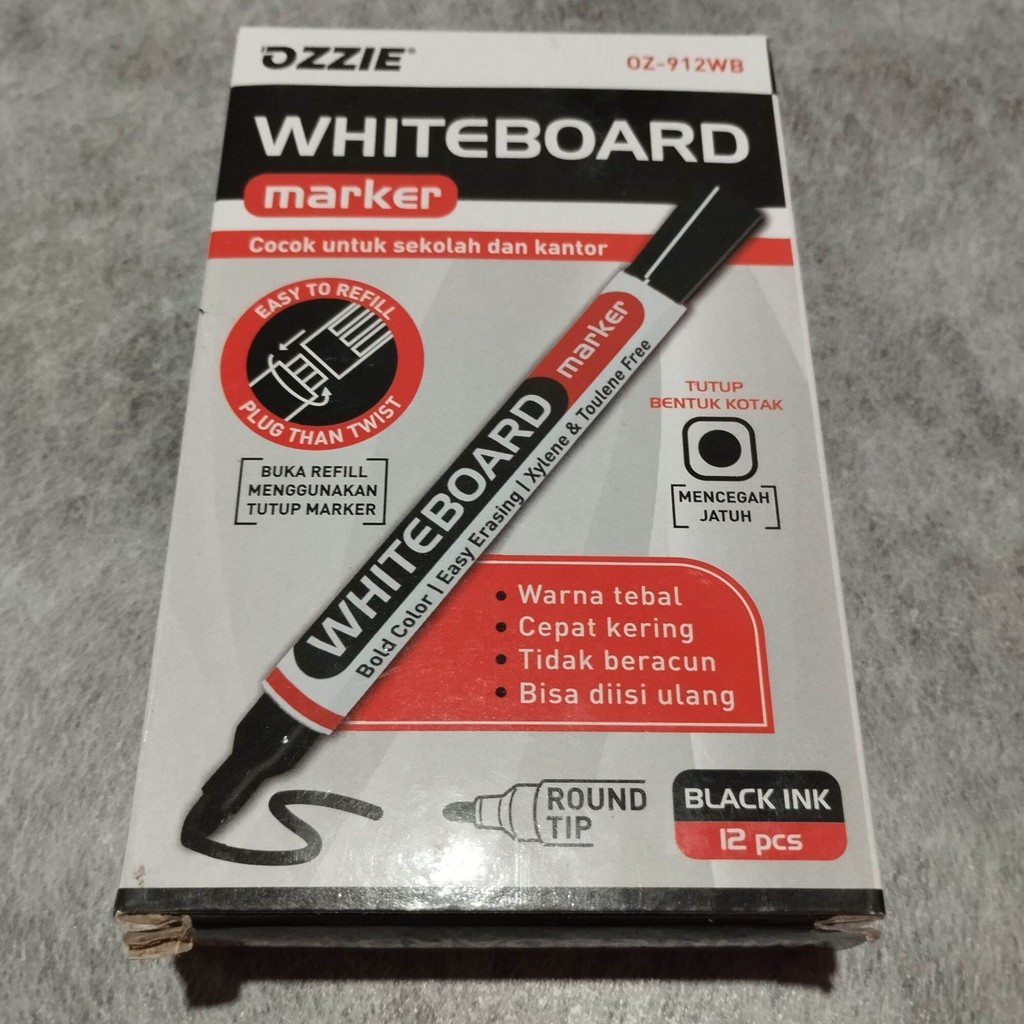 OZZIE
OZ-912WB
WHITEBOARD
marker
Cocok untuk sekolah dan kantor
EASY TO REFILL
PLUG THAN TWIST
BUKA REFILL
MENGGUNAKAN
TUTUP MARKER
WHITEBOARD marker
Bold Color | Easy Erasing | Xylene & Toulene Free
TUTUP
BENTUK KOTAK
MENCEGAH
JATUH
• Warna tebal
• Cepat kering
• Tidak beracun
• Bisa diisi ulang
ROUND
TIP
BLACK INK
12 pcs